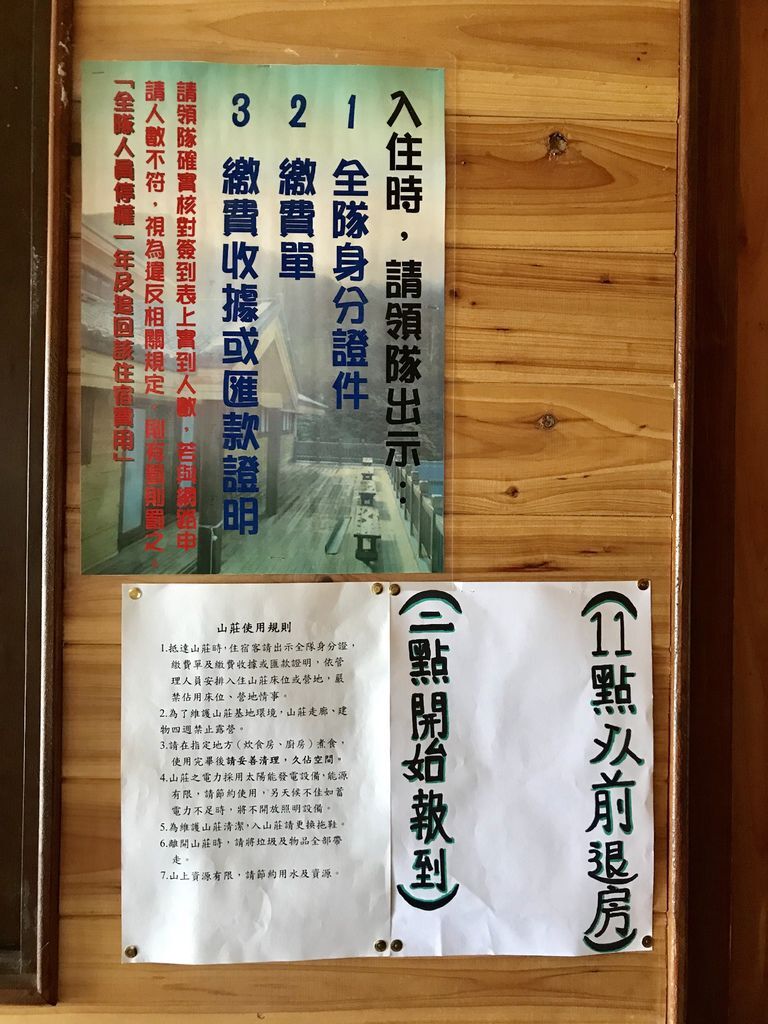 入住時，請領隊出示：
1 全隊身分證件
2 繳費單
3 繳費收據或匯款證明
請領隊確實核對簽到表上實到人數，若與網路申
請人數不符，視為違反相關規定，則有罰則罰之，
「全隊人員停權一年及追回該住宿費用」
山莊使用規則
1.抵達山莊時，住宿客請出示全隊身分證，
繳費單及繳費收據或匯款證明，依管
理人員安排入住山莊床位或營地，嚴
禁佔用床位、營地情事。
2.為了維護山莊基地環境，山莊走廊、建
物四週禁止露營。
3.請在指定地方（炊食房、廚房）煮食，
使用完畢後請妥善清理，久佔空間。
4.山莊之電力採用太陽能發電設備，能源
有限，請節約使用，另天候不佳如蓄
電力不足時，將不開放照明設備。
5.為維護山莊清潔，入山莊請更換拖鞋。
6.離開山莊時，請將垃圾及物品全部帶
走。
7.山上資源有限，請節約用水及資源。
（11點以前退房）
（二點開始報到）